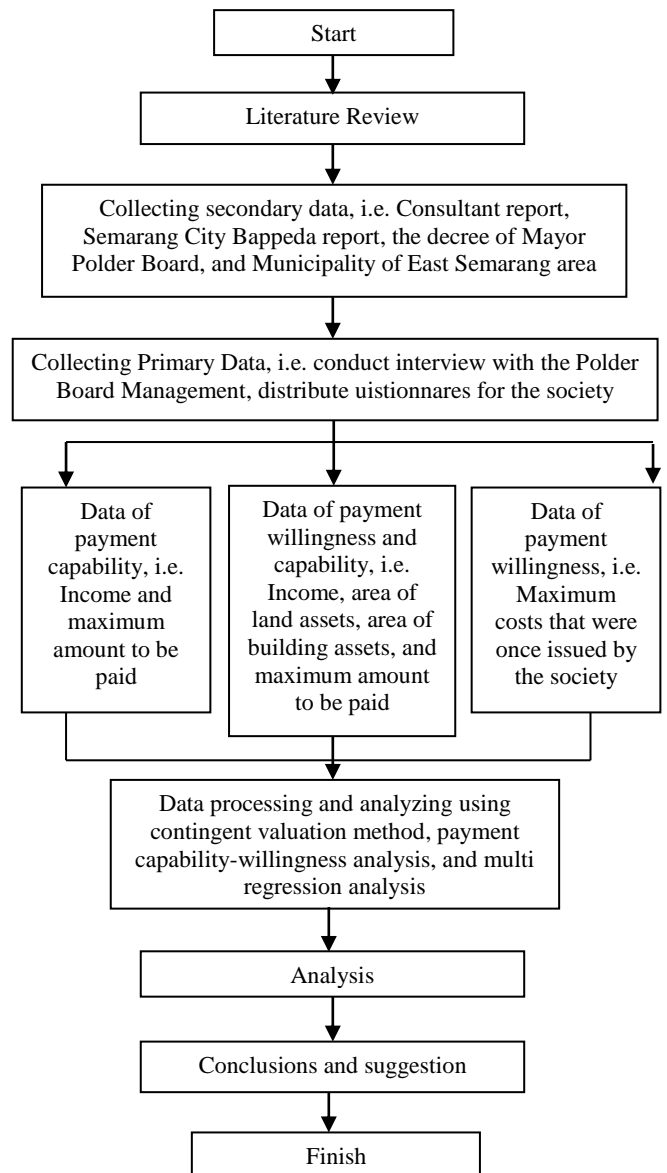 Start
Literature Review
Collecting secondary data, i.e. Consultant report,
Semarang City Bappeda report, the decree of Mayor
Polder Board, and Municipality of East Semarang area
Collecting Primary Data, i.e. conduct interview with the Polder
Board Management, distribute uistionnares for the society
Data of
payment
capability, i.e.
Income and
maximum
amount to be
paid
Data of payment
willingness and
capability, i.e.
Income, area of
land assets, area of
building assets, and
maximum amount
to be paid
Data of
payment
willingness, i.e.
Maximum
costs that were
once issued by
the society
Data processing and analyzing using
contingent valuation method, payment
capability-willingness analysis, and multi
regression analysis
Analysis
Conclusions and suggestion
Finish